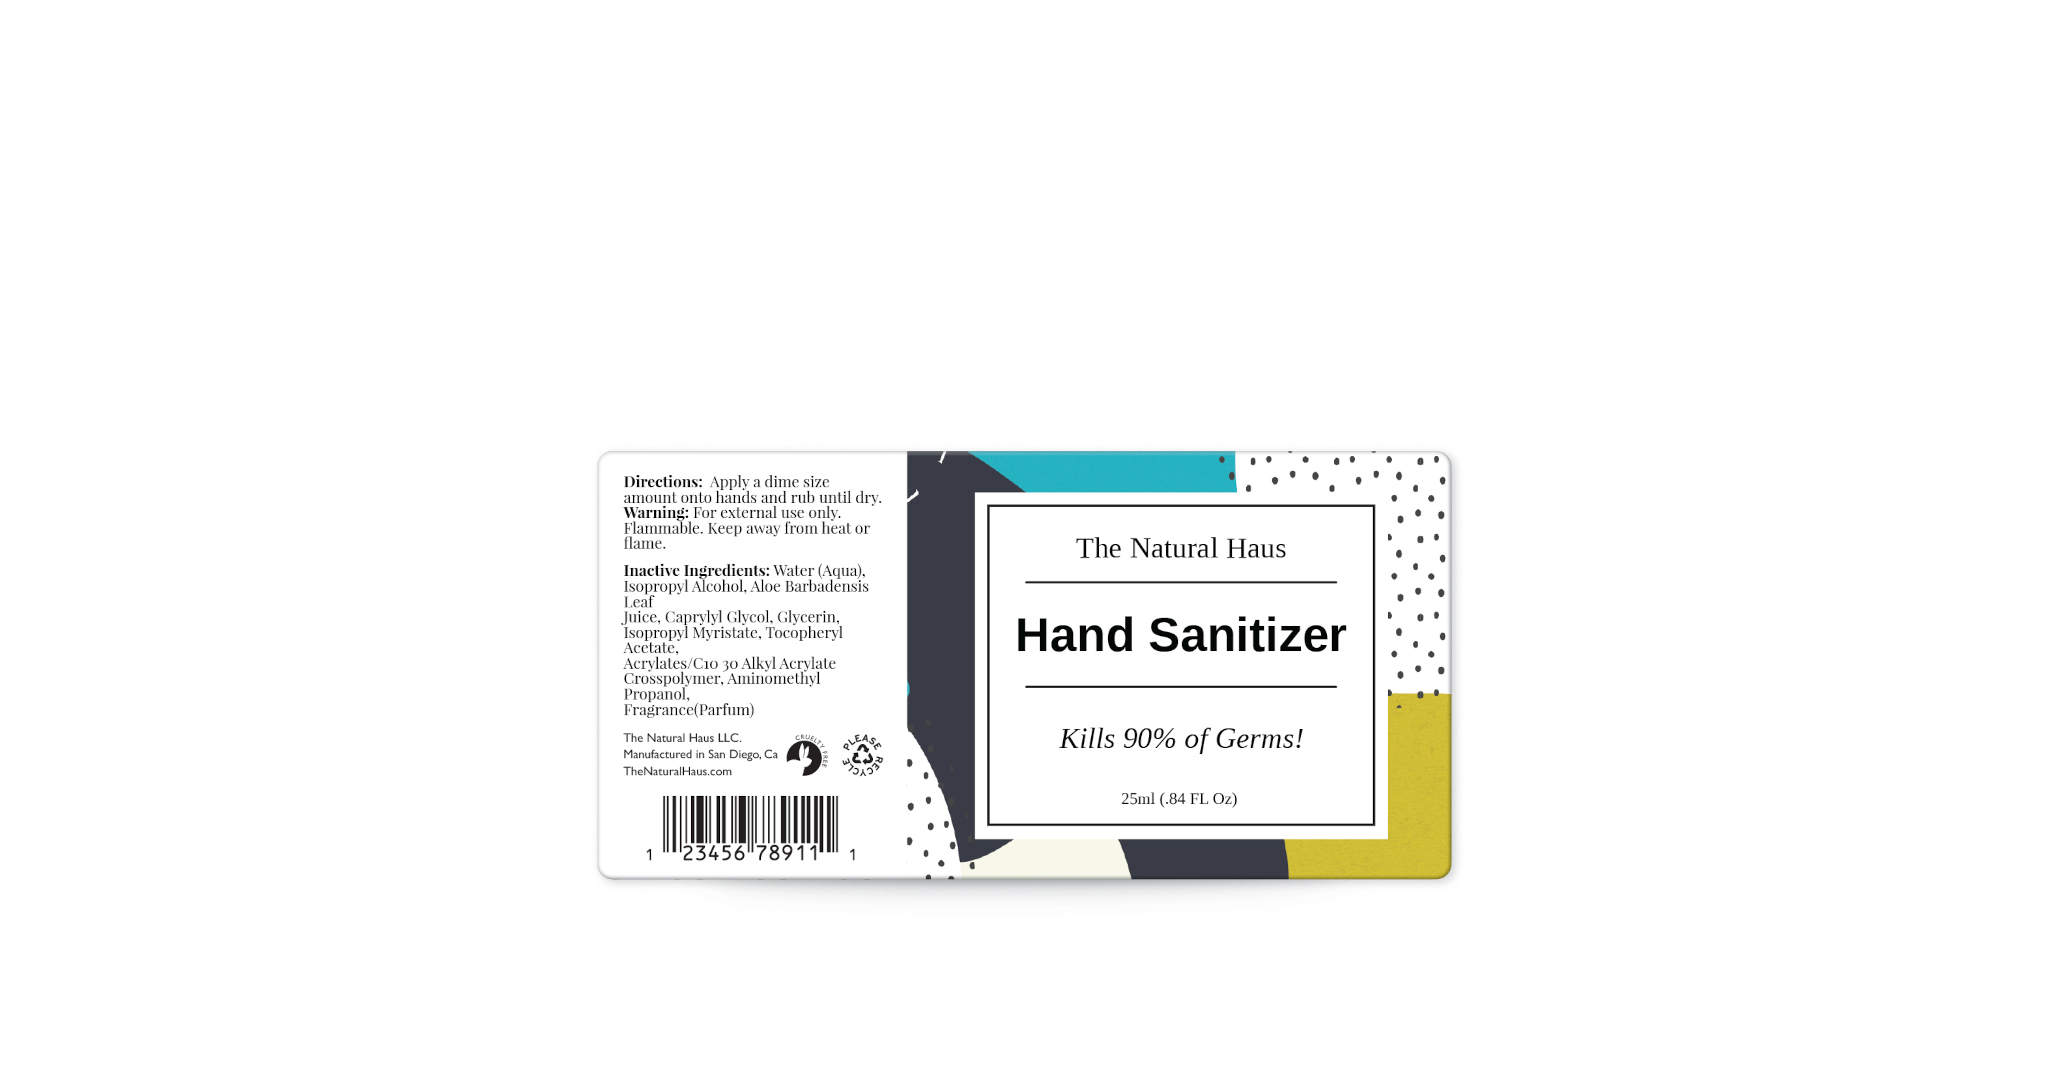 Directions: Apply a dime size
amount onto hands and rub until dry.
Warning: For external use only.
Flammable. Keep away from heat or
flame.
Inactive Ingredients: Water (Aqua),
Isopropyl Alcohol, Aloe Barbadensis
Leaf
Juice, Caprylyl Glycol, Glycerin,
Isopropyl Myristate, Tocopheryl
Acetate,
Acrylates/C10 30 Alkyl Acrylate
Crosspolymer, Aminomethyl
Propanol,
Fragrance(Parfum)
The Natural Haus LLC.
Manufactured in San Diego, Ca
TheNaturalHaus.com
CRUELTY FREE
PLEASE RECYCLE
1 23456 78911 1
The Natural Haus
Hand Sanitizer
Kills 90% of Germs!
25ml (.84 FL Oz)